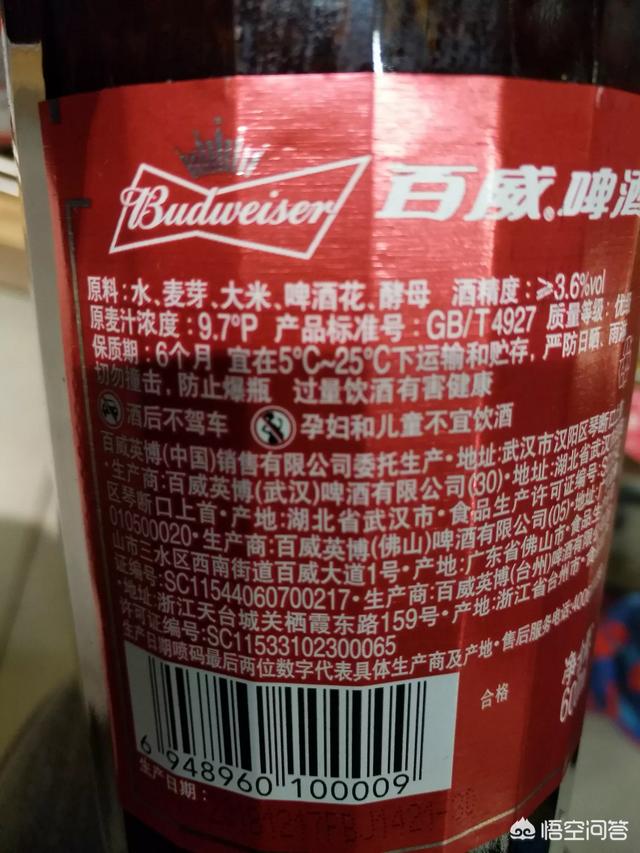 Budweiser 百威®啤酒
原料：水、麦芽、大米、啤酒花、酵母 酒精度：≥3.6%vol
原麦汁浓度：9.7°P 产品标准号：GB/T4927 质量等级：优
保质期：6个月 宜在5℃~25℃下运输和贮存，严防日晒、雨
切勿撞击，防止爆瓶 过量饮酒有害健康
酒后不驾车 孕妇和儿童不宜饮酒
百威英博(中国)销售有限公司委托生产·地址：武汉市汉阳区琴断口
·生产商：百威英博(武汉)啤酒有限公司(30)·地址：湖北省武汉
区琴断口上首·产地：湖北省武汉市·食品生产许可证编号：S
010500020·生产商：百威英博(佛山)啤酒有限公司(05)·地址：
山市三水区西南街道百威大道1号·产地：广东省佛山市·食品生
证编号：SC11544060700217·生产商：百威英博(台州)啤酒有限
·地址：浙江天台城关栖霞东路159号·产地：浙江省台州市·
许可证编号：SC11533102300065
生产日期喷码最后两位数字代表具体生产商及产地·售后服务电话：400
合格
净含
6 948960 100009
生产日期：
悟空问答